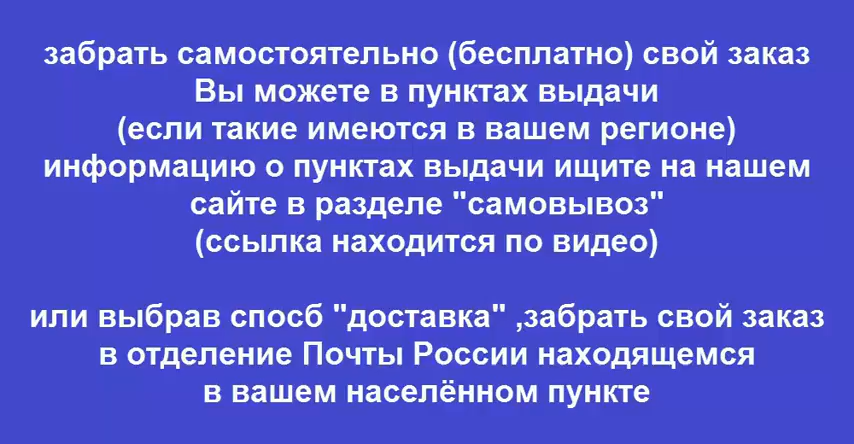 забрать самостоятельно (бесплатно) свой заказ
Вы можете в пунктах выдачи
(если такие имеются в вашем регионе)
информацию о пунктах выдачи ищите на нашем
сайте в разделе "самовывоз"
(ссылка находится по видео)
или выбрав спосб "доставка" ,забрать свой заказ
в отделение Почты России находящемся
в вашем населённом пункте